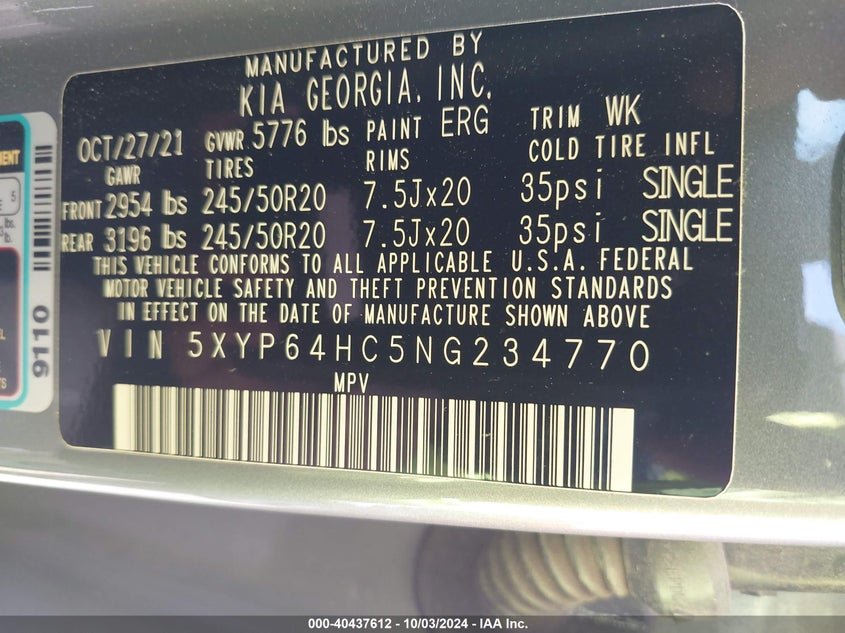 MANUFACTURED BY
KIA GEORGIA, INC.
OCT/27/21 GVWR 5776 lbs PAINT ERG TRIM WK
GAWR TIRES RIMS COLD TIRE INFL
FRONT 2954 lbs 245/50R20 7.5Jx20 35psi SINGLE
REAR 3196 lbs 245/50R20 7.5Jx20 35psi SINGLE
THIS VEHICLE CONFORMS TO ALL APPLICABLE U.S.A. FEDERAL
MOTOR VEHICLE SAFETY AND THEFT PREVENTION STANDARDS
IN EFFECT ON THE DATE OF MANUFACTURE SHOWN ABOVE
VIN 5XYP64HC5NG234770
MPV
9110
5
lbs.
lb.
000-40437612 - 10/03/2024 - IAA Inc.